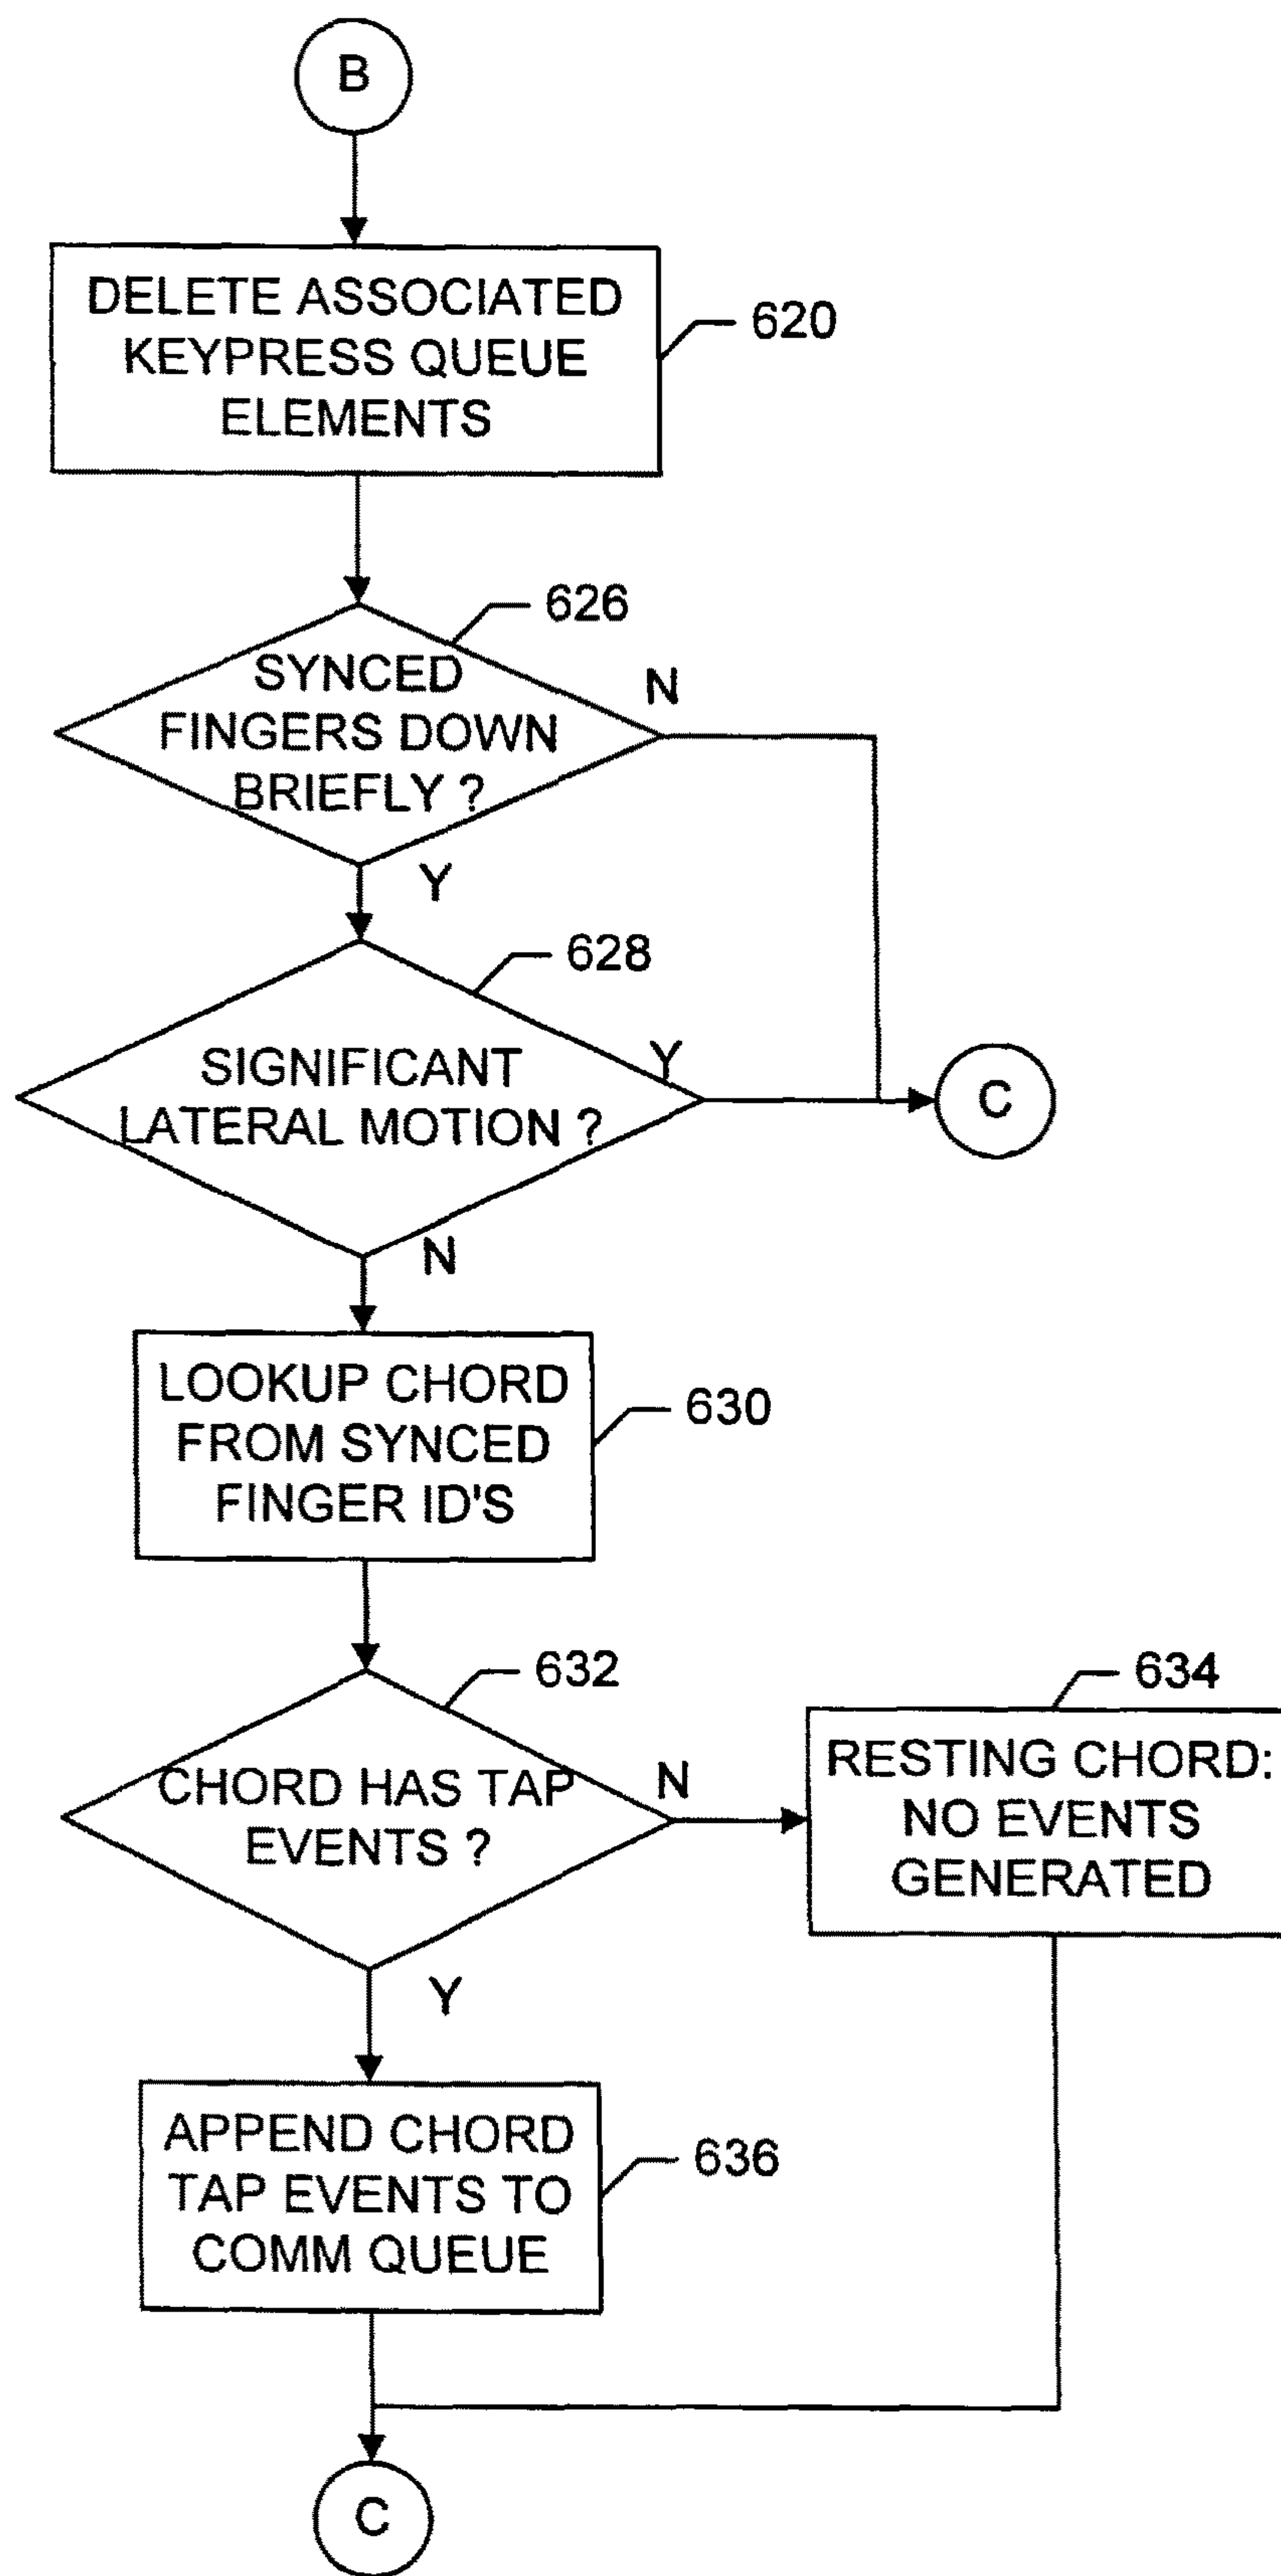 B
DELETE ASSOCIATED
KEYPRESS QUEUE
ELEMENTS
620
626
SYNCED
FINGERS DOWN
BRIEFLY ?
N
Y
628
SIGNIFICANT
LATERAL MOTION ?
Y
C
N
LOOKUP CHORD
FROM SYNCED
FINGER ID'S
630
632
CHORD HAS TAP
EVENTS ?
N
634
RESTING CHORD:
NO EVENTS
GENERATED
Y
APPEND CHORD
TAP EVENTS TO
COMM QUEUE
636
C